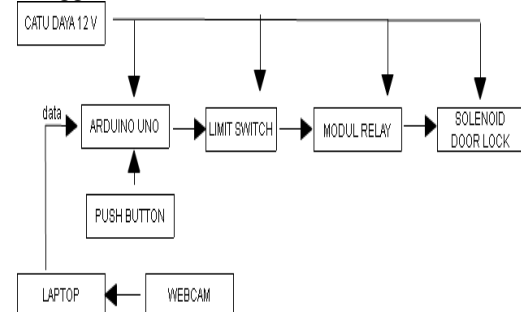 CATU DAYA 12 V
data
ARDUINO UNO
LIMIT SWITCH
MODUL RELAY
SOLENOID
DOOR LOCK
PUSH BUTTON
LAPTOP
WEBCAM